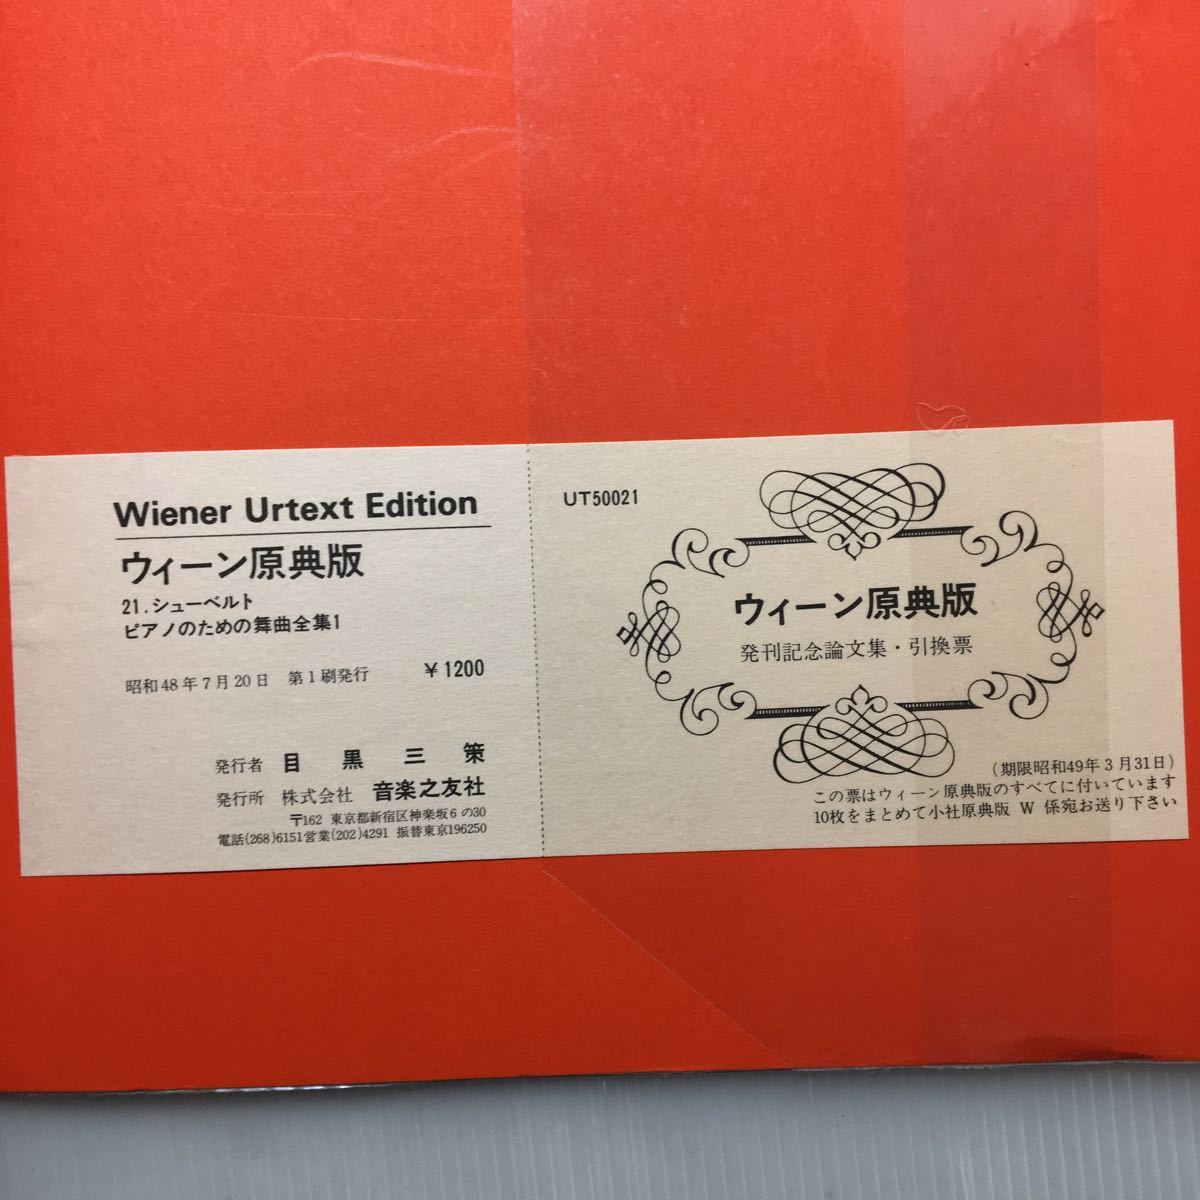 Wiener Urtext Edition
ウィーン原典版
21.シューベルト
ピアノのための舞曲全集1
昭和48年7月20日 第1刷発行 ¥1200
発行者 目黒三策
発行所 株式会社 音楽之友社
〒162 東京都新宿区神楽坂6の30
電話(268)6151営業(202)4291 振替東京196250
UT50021
ウィーン原典版
発刊記念論文集・引換票
(期限昭和49年3月31日)
この票はウィーン原典版のすべてに付いています
10枚をまとめて小社原典版 W 係宛お送り下さい